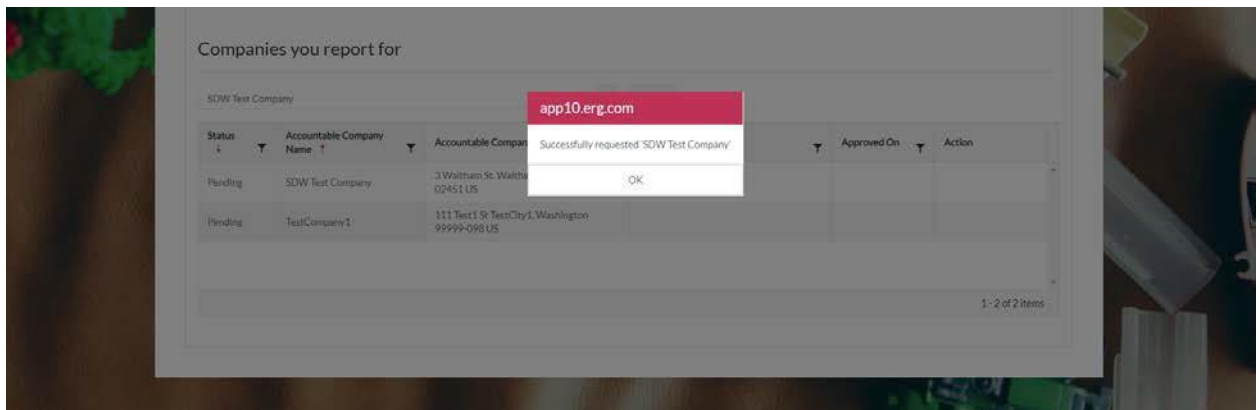 Companies you report for
SDW Test Company
app10.erg.com
Successfully requested 'SDW Test Company'
OK
Status
Accountable Company
Name
Accountable Compan
Approved On
Action
Pending
SDW Test Company
3 Waltham St. Waltha
02451 US
Pending
TestCompany1
111 Test1 St TestCity1, Washington
99999-098 US
1 - 2 of 2 items